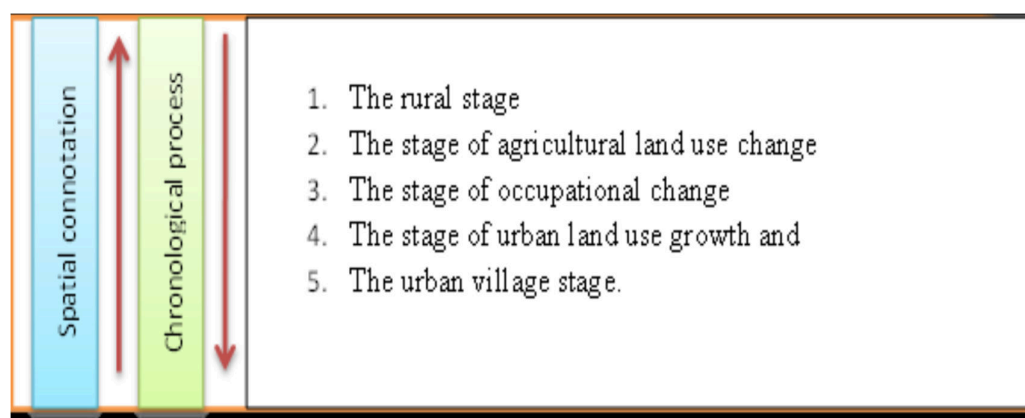 Spatial connotation
Chronological process
1. The rural stage
2. The stage of agricultural land use change
3. The stage of occupational change
4. The stage of urban land use growth and
5. The urban village stage.